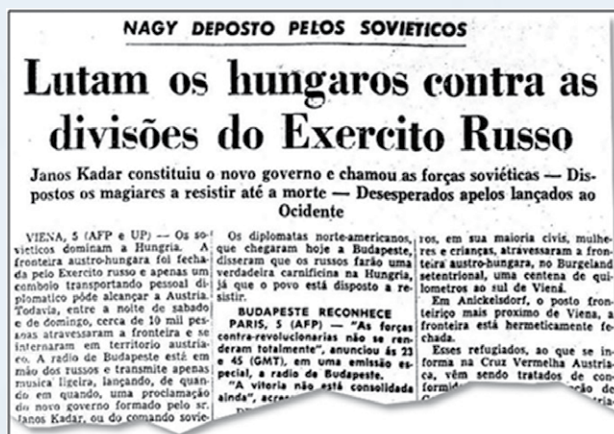 NAGY DEPOSTO PELOS SOVIETICOS
Lutam os hungaros contra as
divisões do Exercito Russo
Janos Kadar constituiu o novo governo e chamou as forças soviéticas — Dis-
postos os magiares a resistir até a morte — Desesperados apelos lançados ao
Ocidente
VIENA, 5 (AFP e UP) — Os so-
vieticos dominam a Hungria. A
fronteira austro-hungara foi fecha-
da pelo Exercito russo e apenas um
comboio transportando pessoal di-
plomatico pôde alcançar a Austria.
Todavia, entre a noite de sabado
e de domingo, cerca de 10 mil pes-
soas atravessaram a fronteira e se
internaram em territorio austria-
co. A radio de Budapeste está em
mão dos russos e transmite apenas
musica ligeira, lançando, de quan-
do em quando, uma proclamação
do novo governo formado pelo sr.
Janos Kadar, ou do comando sovie-
Os diplomatas norte-americanos,
que chegaram hoje a Budapeste,
disseram que os russos farão uma
verdadeira carnificina na Hungria,
já que o povo está disposto a re-
sistir.
BUDAPESTE RECONHECE
PARIS, 5 (AFP) — "As forças
contra-revolucionarias não se ren-
deram totalmente", anunciou ás 23
e 45 (GMT), em uma emissão es-
pecial, a radio de Budapeste.
"A vitoria não está consolidada
ainda", acres
ros, em sua maioria civis, mulhe-
res e crianças, atravessaram a fron-
teira austro-hungara, no Burgeland
setentrional, uma centena de qui-
lometros ao sul de Viena.
Em Anickelsdorf, o posto fron-
teiriço mais proximo de Viena, a
fronteira está hermeticamente fe-
chada.
Esses refugiados, ao que se in-
forma na Cruz Vermelha Austria-
ca, vêm sendo tratados de con-
formid ção de